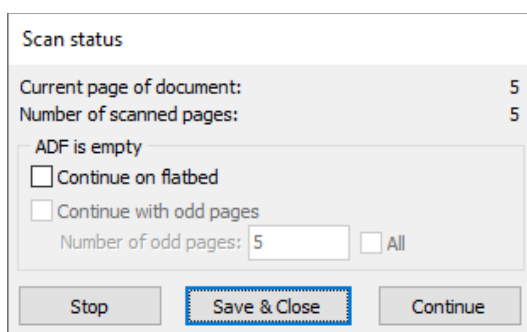 Scan status
Current page of document: 5
Number of scanned pages: 5
ADF is empty
Continue on flatbed
Continue with odd pages
Number of odd pages: 5 All
Stop Save & Close Continue